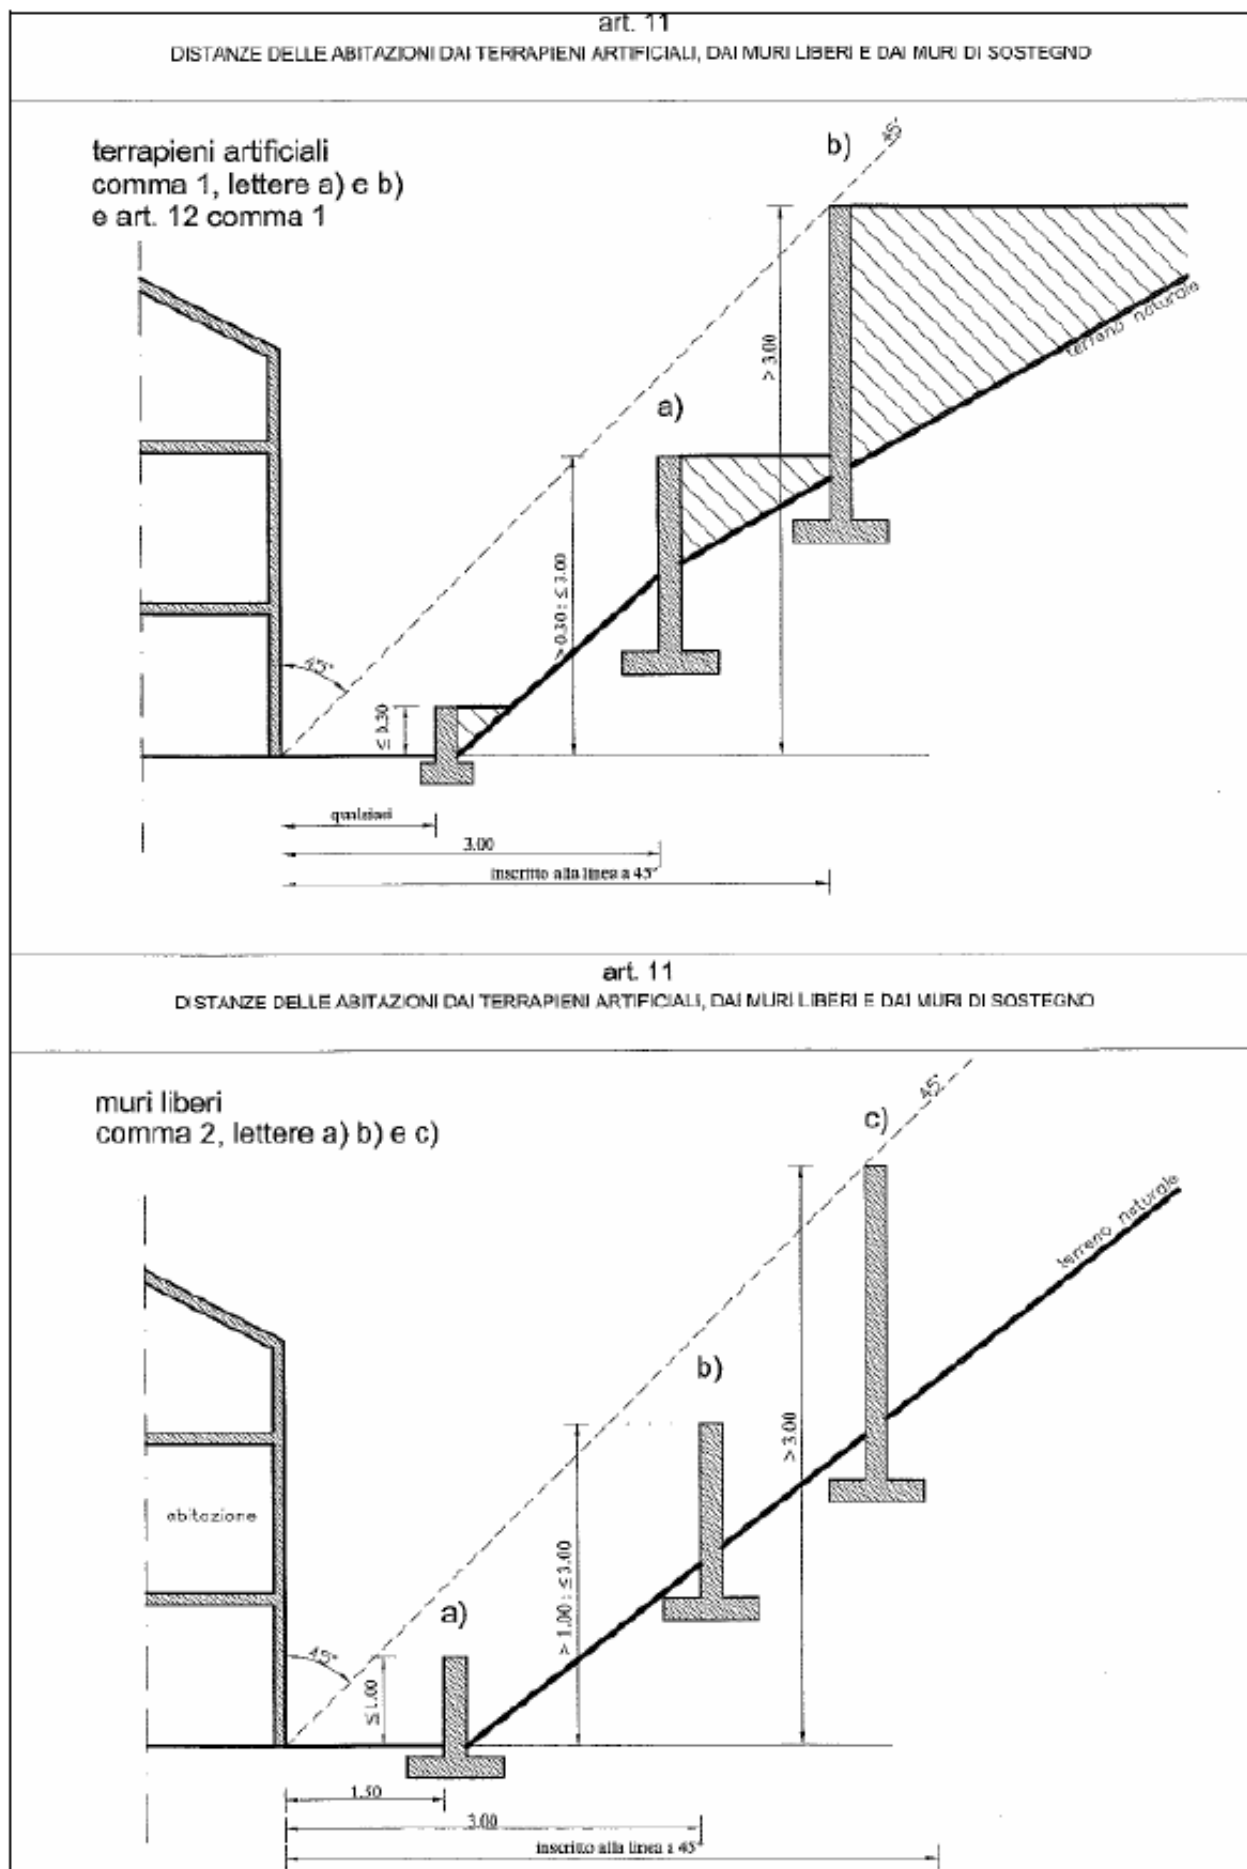 art. 11
DISTANZE DELLE ABITAZIONI DAI TERRAPIENI ARTIFICIALI, DAI MURI LIBERI E DAI MURI DI SOSTEGNO
terrapieni artificiali
comma 1, lettere a) e b)
e art. 12 comma 1
b)
45°
> 3.00
terreno naturale
a)
> 0.30 : ≤ 3.00
45°
≤ 0.30
qualsiasi
3.00
inscritto alla linea a 45°
art. 11
DISTANZE DELLE ABITAZIONI DAI TERRAPIENI ARTIFICIALI, DAI MURI LIBERI E DAI MURI DI SOSTEGNO
muri liberi
comma 2, lettere a) b) e c)
c)
45°
terreno naturale
b)
> 3.00
abitazione
> 1.00 : ≤ 3.00
a)
45°
≤ 1.00
1.50
3.00
inscritto alla linea a 45°